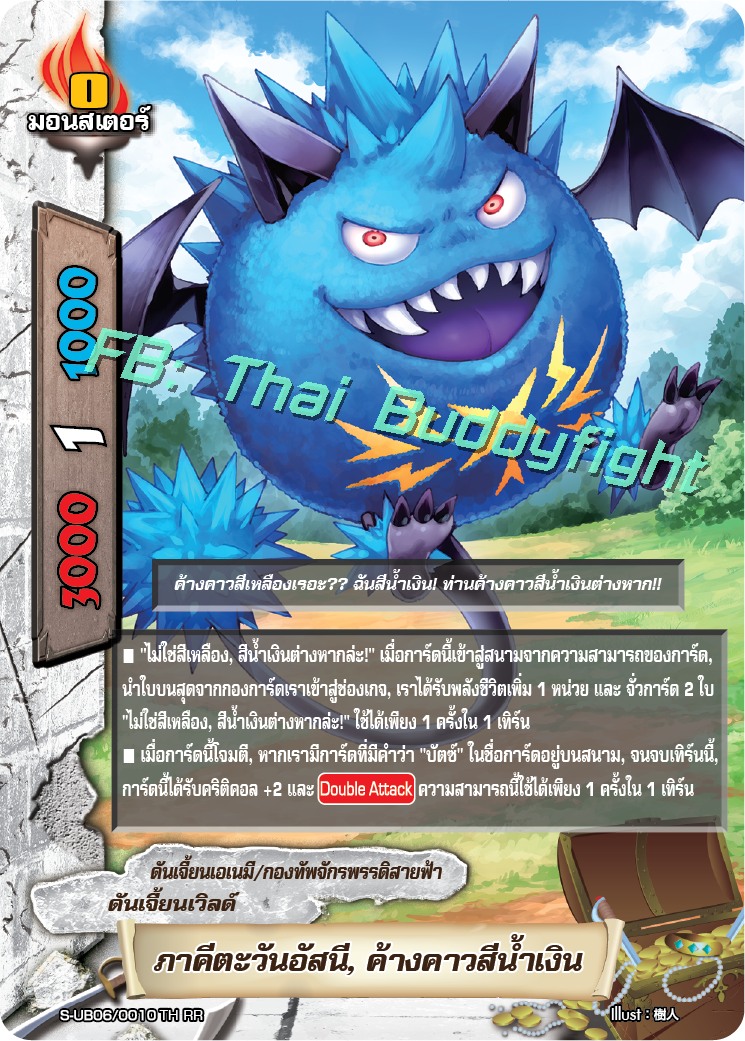 0
มอนสเตอร์
3000 1 1000
FB: Thai Buddyfight
ค้างคาวสีเหลืองเรอะ?? ฉันสีน้ำเงิน! ท่านค้างคาวสีน้ำเงินต่างหาก!!
■ "ไม่ใช่สีเหลือง, สีน้ำเงินต่างหากล่ะ!" เมื่อการ์ดนี้เข้าสู่สนามจากความสามารถของการ์ด,
นำใบบนสุดจากกองการ์ดเราเข้าสู่ช่องเกจ, เราได้รับพลังชีวิตเพิ่ม 1 หน่วย และ จั่วการ์ด 2 ใบ
"ไม่ใช่สีเหลือง, สีน้ำเงินต่างหากล่ะ!" ใช้ได้เพียง 1 ครั้งใน 1 เทิร์น
■ เมื่อการ์ดนี้โจมตี, หากเรามีการ์ดที่มีคำว่า "บัตซ์" ในชื่อการ์ดอยู่บนสนาม, จนจบเทิร์นนี้,
การ์ดนี้ได้รับคริติคอล +2 และ Double Attack ความสามารถนี้ใช้ได้เพียง 1 ครั้งใน 1 เทิร์น
ดันเจี้ยนเอเนมี/กองทัพจักรพรรดิสายฟ้า
ดันเจี้ยนเวิลด์
ภาคีตะวันอัสนี, ค้างคาวสีน้ำเงิน
S-UB06/0010 TH RR
Illust : 樹人